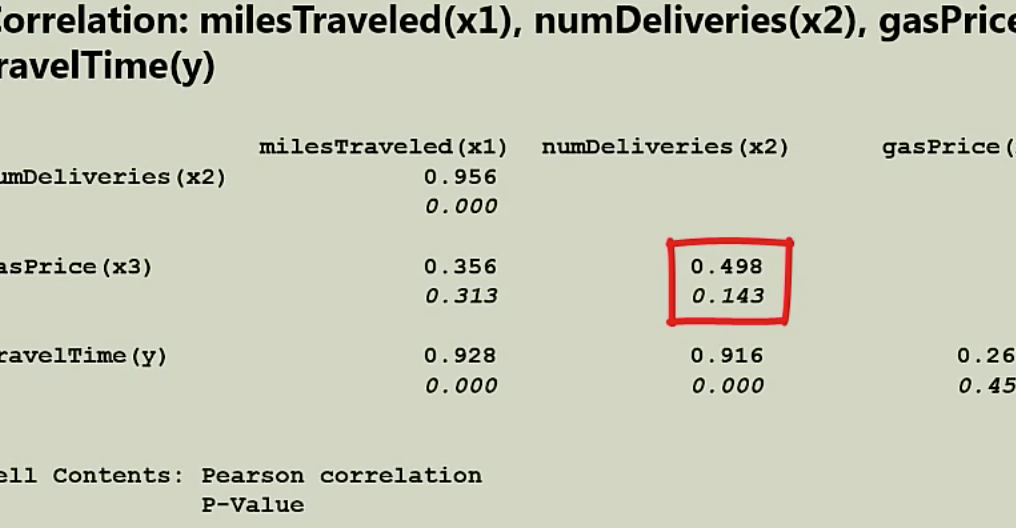 orrelation: milesTraveled(x1), numDeliveries(x2), gasPrice
ravelTime(y)
milesTraveled(x1) numDeliveries(x2) gasPrice(
umDeliveries(x2) 0.956
0.000
asPrice(x3) 0.356 0.498
0.313 0.143
ravelTime(y) 0.928 0.916 0.26
0.000 0.000 0.45
ell Contents: Pearson correlation
P-Value